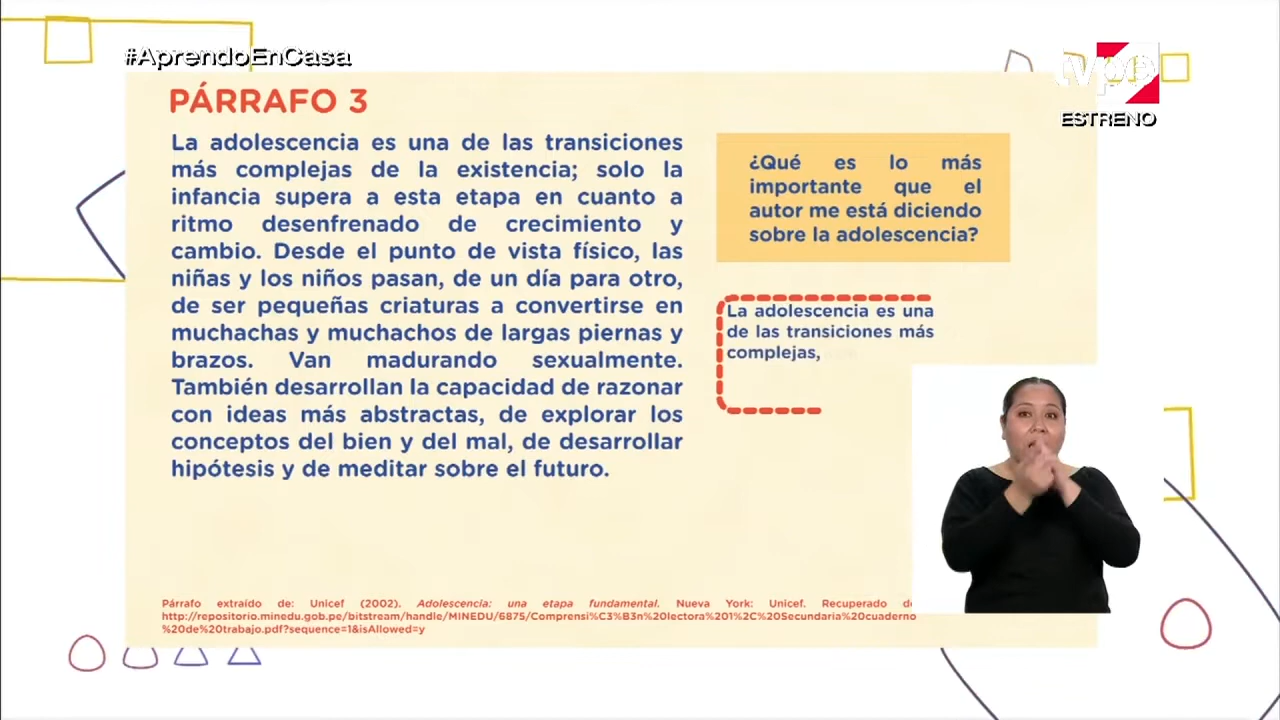 #AprendoEnCasa
tvpe
ESTRENO
PÁRRAFO 3
La adolescencia es una de las transiciones
más complejas de la existencia; solo la
infancia supera a esta etapa en cuanto a
ritmo desenfrenado de crecimiento y
cambio. Desde el punto de vista físico, las
niñas y los niños pasan, de un día para otro,
de ser pequeñas criaturas a convertirse en
muchachas y muchachos de largas piernas y
brazos. Van madurando sexualmente.
También desarrollan la capacidad de razonar
con ideas más abstractas, de explorar los
conceptos del bien y del mal, de desarrollar
hipótesis y de meditar sobre el futuro.
¿Qué es lo más
importante que el
autor me está diciendo
sobre la adolescencia?
La adolescencia es una
de las transiciones más
complejas,
Párrafo extraído de: Unicef (2002). Adolescencia: una etapa fundamental. Nueva York: Unicef. Recuperado de
http://repositorio.minedu.gob.pe/bitstream/handle/MINEDU/6875/Comprensi%C3%B3n%20lectora%201%2C%20Secundaria%20cuaderno
%20de%20trabajo.pdf?sequence=1&isAllowed=y